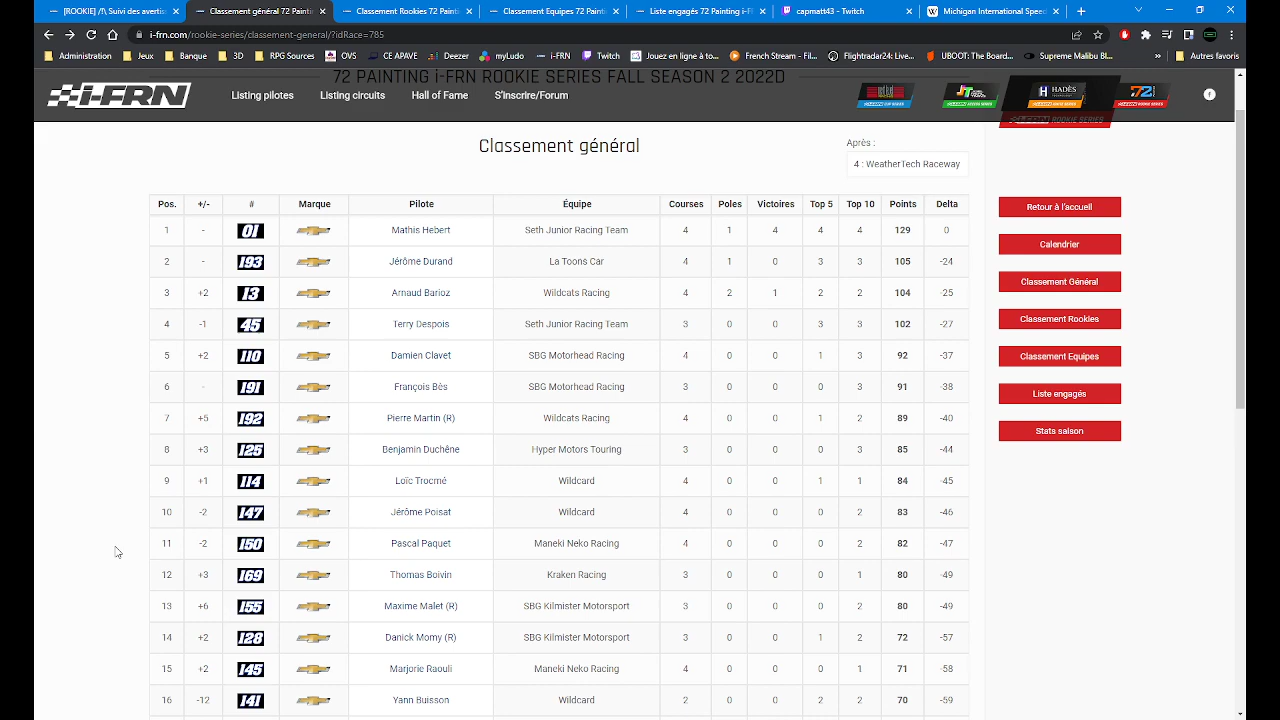 [ROOKIE] /!\ Suivi des avertiss
Classement général 72 Paintin
Classement Rookies 72 Painti
Classement Equipes 72 Painti
Liste engagés 72 Painting i-FR
capmatt43 - Twitch
Michigan International Speed
i-frn.com/rookie-series/classement-general/?idRace=785
Administration Jeux Banque 3D RPG Sources OVS CE APAVE Deezer myLudo i-FRN Twitch Jouez en ligne à to... French Stream - Fil... Flightradar24: Live... UBOOT: The Board... Supreme Malibu Bl... » Autres favoris
72 PAINTING i-FRN ROOKIE SERIES FALL SEASON 2 2022D
i-FRN Listing pilotes Listing circuits Hall of Fame S'inscrire/Forum HADÈS 72
i-FRN ROOKIE SERIES
Classement général
Après :
4 : WeatherTech Raceway
Pos. +/- # Marque Pilote Équipe Courses Poles Victoires Top 5 Top 10 Points Delta
1 - 01 Mathis Hebert Seth Junior Racing Team 4 1 4 4 4 129 0
2 - 193 Jérôme Durand La Toons Car 4 1 0 3 3 105 -24
3 +2 13 Arnaud Barioz Wildcats Racing 4 2 1 2 2 104 -25
4 -1 45 Terry Despois Seth Junior Racing Team 3 0 0 3 3 102 -27
5 +2 110 Damien Clavet SBG Motorhead Racing 4 0 0 1 3 92 -37
6 - 191 François Bès SBG Motorhead Racing 3 0 0 0 3 91 -38
7 +5 192 Pierre Martin (R) Wildcats Racing 4 0 0 1 2 89 -40
8 +3 125 Benjamin Duchêne Hyper Motors Touring 4 0 0 0 3 85 -44
9 +1 114 Loïc Trocmé Wildcard 4 0 0 1 1 84 -45
10 -2 147 Jérôme Poisat Wildcard 4 0 0 0 2 83 -46
11 -2 150 Pascal Paquet Maneki Neko Racing 4 0 0 0 2 82 -47
12 +3 169 Thomas Boivin Kraken Racing 3 0 0 0 1 80 -49
13 +6 155 Maxime Malet (R) SBG Kilmister Motorsport 3 0 0 0 2 80 -49
14 +2 128 Danick Momy (R) SBG Kilmister Motorsport 3 0 0 1 2 72 -57
15 +2 145 Marjorie Raouli Maneki Neko Racing 4 0 0 0 1 71 -58
16 -12 141 Yann Buisson Wildcard 2 0 0 2 2 70 -59
Retour à l'accueil
Calendrier
Classement Général
Classement Rookies
Classement Equipes
Liste engagés
Stats saison